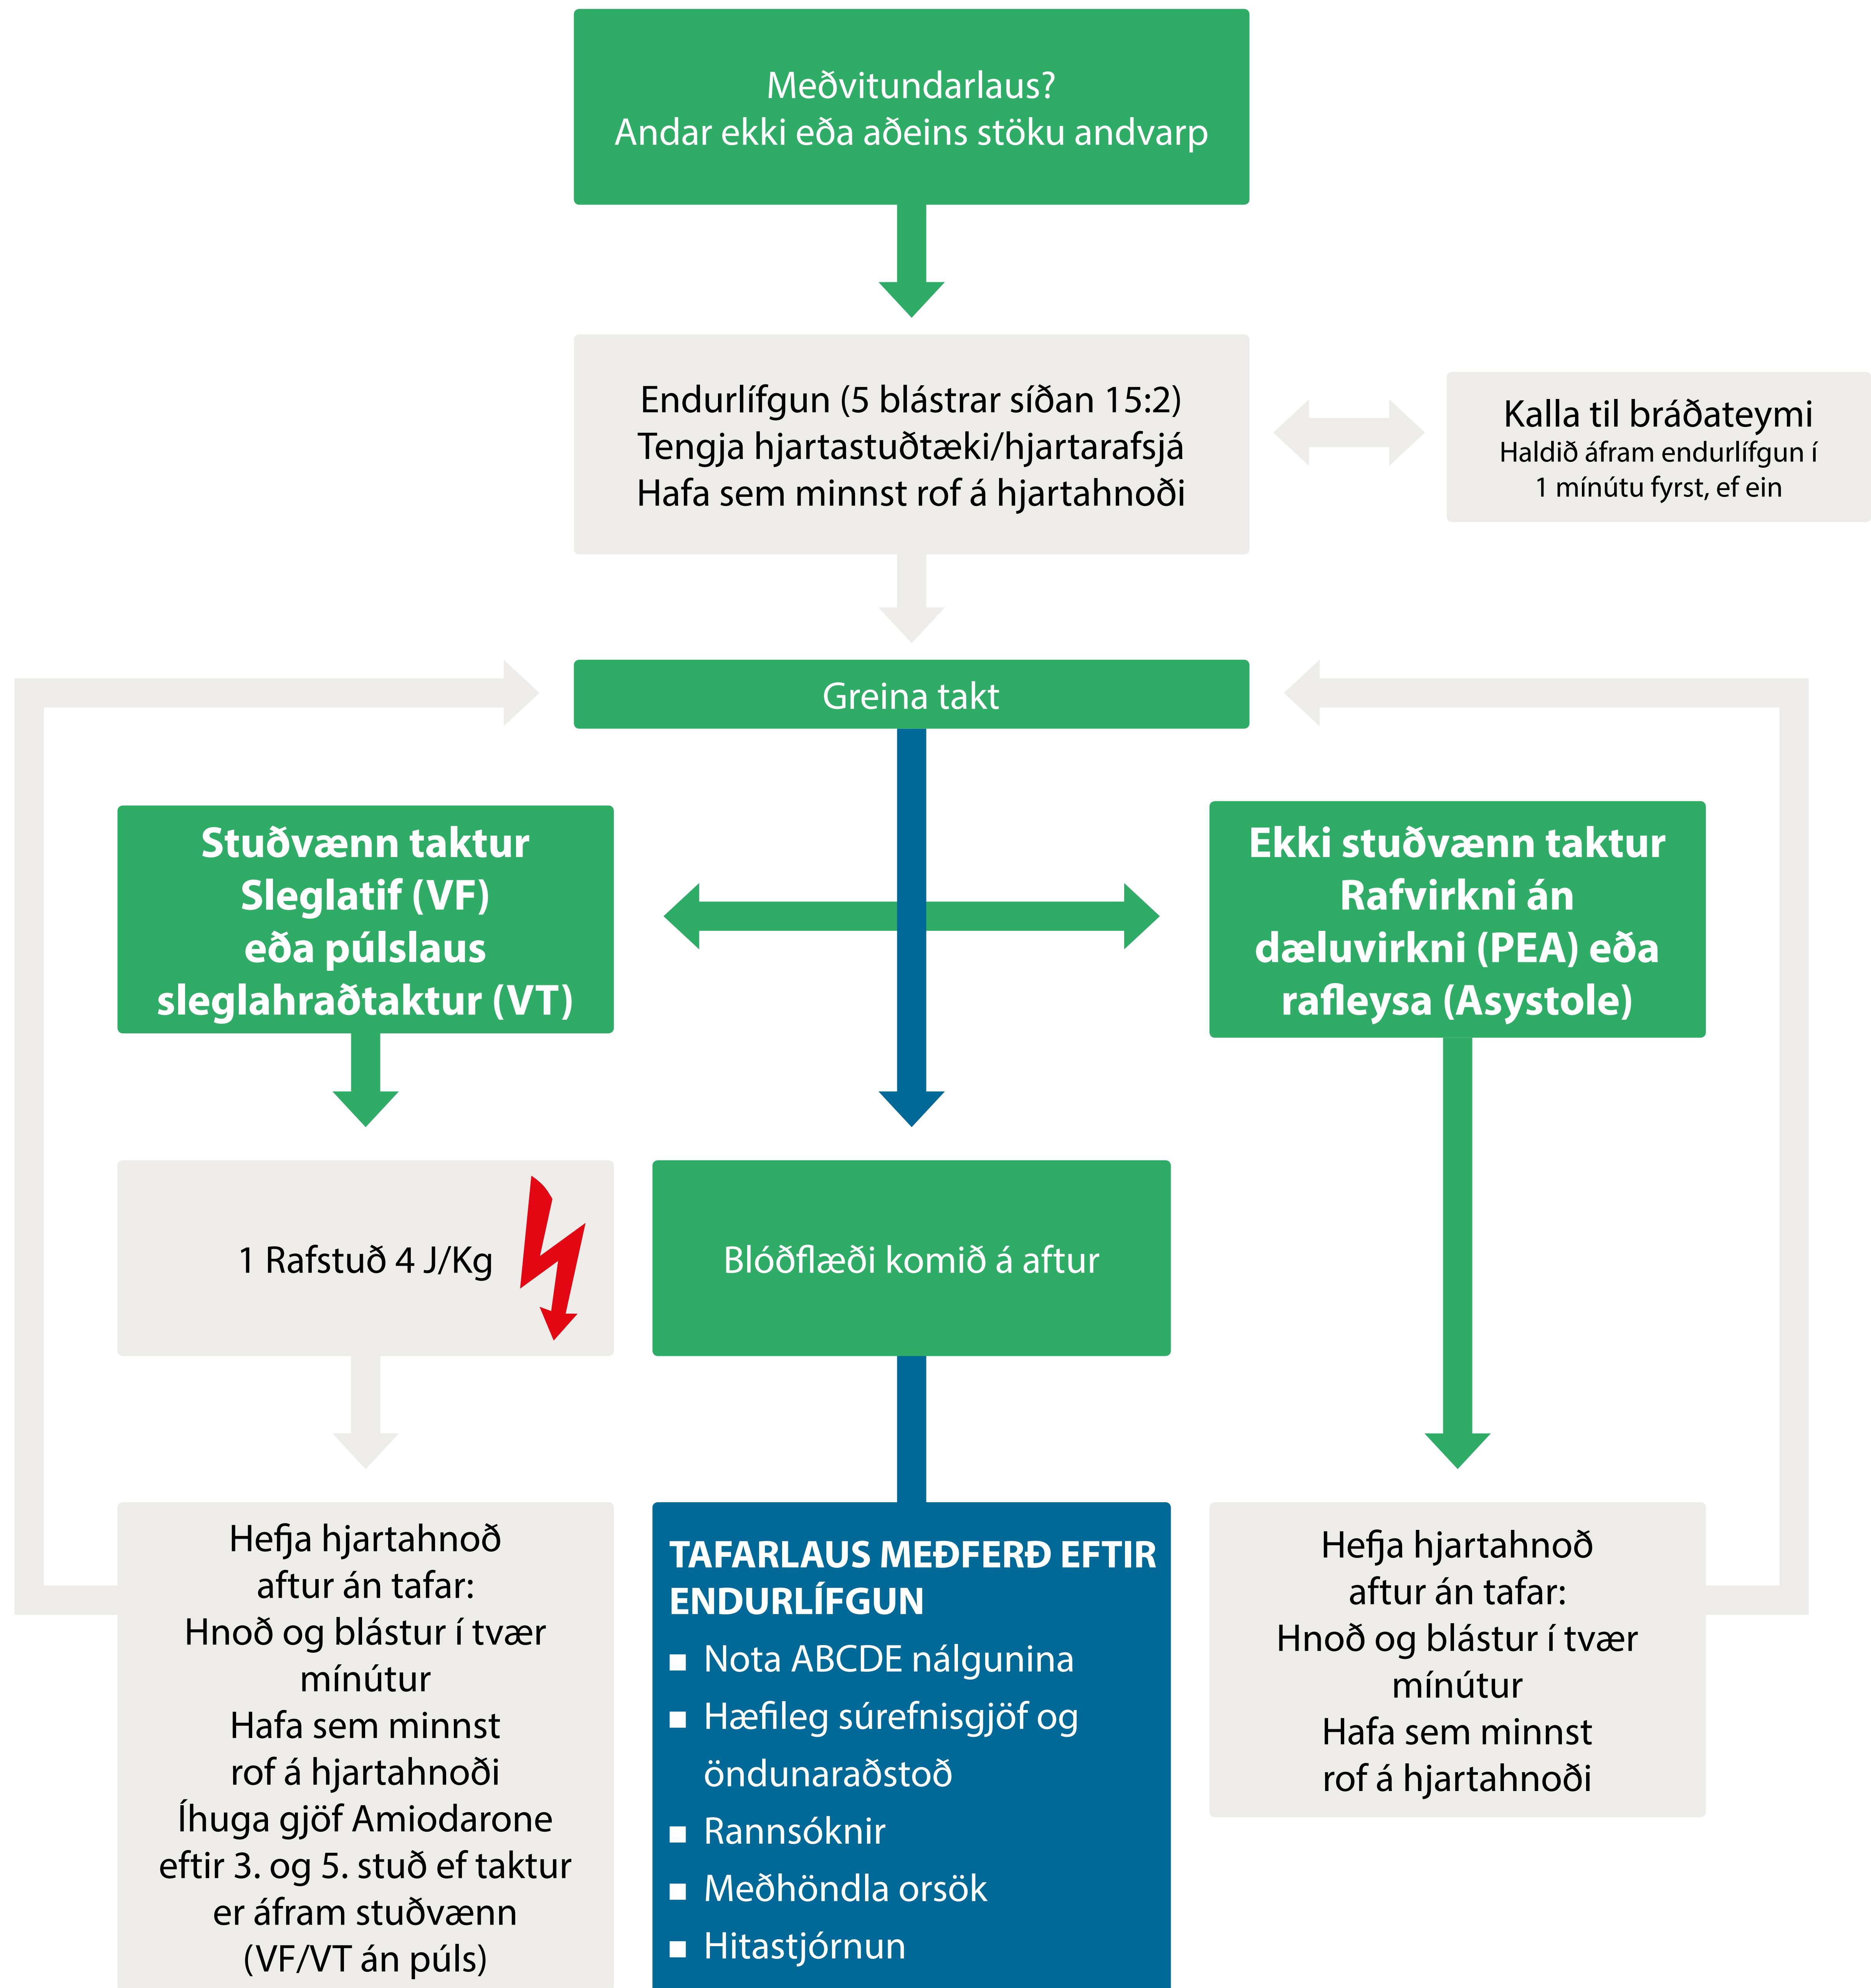 Meðvitundarlaus?
Andar ekki eða aðeins stöku andvarp
Endurlífgun (5 blástrar síðan 15:2)
Tengja hjartastuðtæki/hjartarafsjá
Hafa sem minnst rof á hjartahnoði
Kalla til bráðateymi
Haldið áfram endurlífgun í
1 mínútu fyrst, ef ein
Greina takt
Stuðvænn taktur
Sleglatif (VF)
eða púlslaus
sleglahraðtaktur (VT)
Ekki stuðvænn taktur
Rafvirkni án
dæluvirkni (PEA) eða
rafleysa (Asystole)
1 Rafstuð 4 J/Kg
Blóðflæði komið á aftur
Hefja hjartahnoð
aftur án tafar:
Hnoð og blástur í tvær
mínútur
Hafa sem minnst
rof á hjartahnoði
Íhuga gjöf Amiodarone
eftir 3. og 5. stuð ef taktur
er áfram stuðvænn
(VF/VT án púls)
TAFARLAUS MEÐFERÐ EFTIR
ENDURLÍFGUN
■ Nota ABCDE nálgunina
■ Hæfileg súrefnisgjöf og
öndunaraðstoð
■ Rannsóknir
■ Meðhöndla orsök
■ Hitastjórnun
Hefja hjartahnoð
aftur án tafar:
Hnoð og blástur í tvær
mínútur
Hafa sem minnst
rof á hjartahnoði